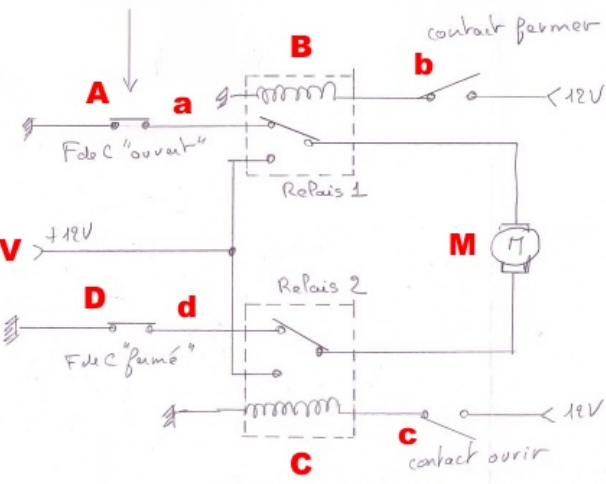 contact fermer
B
b
A
a
12V
FdeC "ouvert"
Relais 1
+12V
V
M
M
Relais 2
D
d
FdeC "fermé"
12V
c
C
contact ouvrir